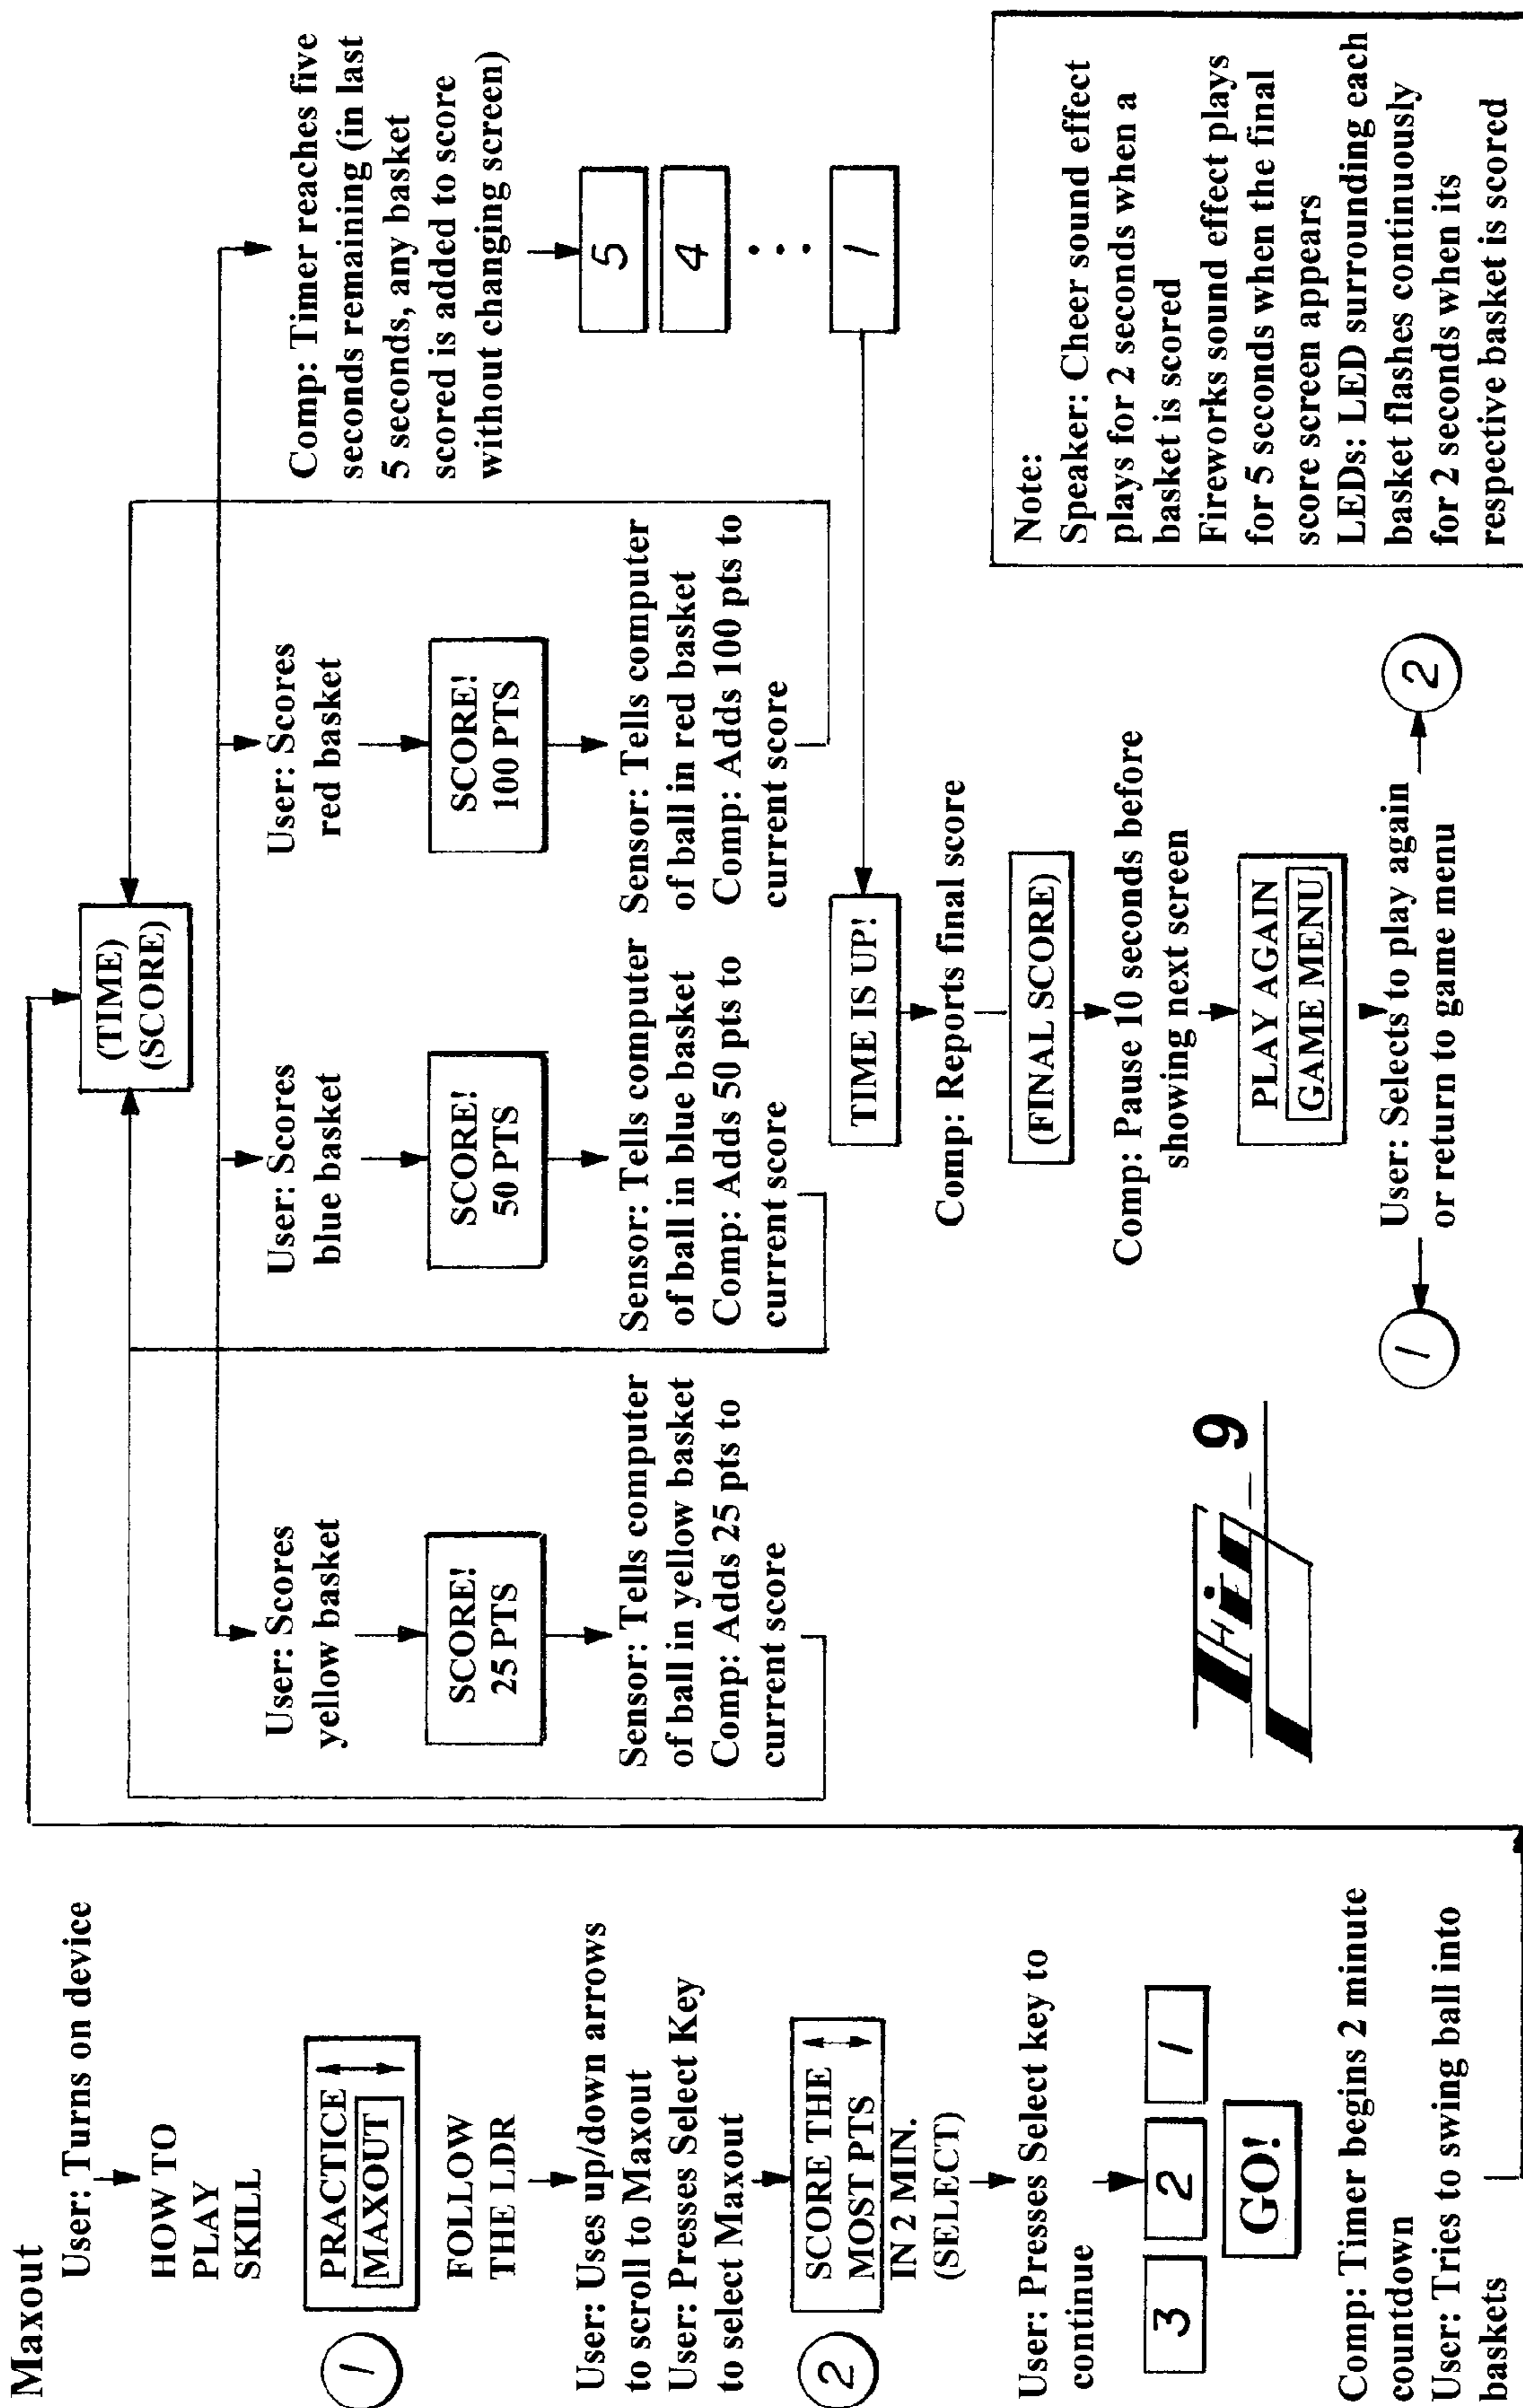 Maxout
User: Turns on device
HOW TO
PLAY
SKILL
1
PRACTICE
MAXOUT
FOLLOW
THE LDR
User: Uses up/down arrows
to scroll to Maxout
User: Presses Select Key
to select Maxout
2
SCORE THE
MOST PTS
IN 2 MIN.
(SELECT)
User: Presses Select key to
continue
3 2 1
GO!
Comp: Timer begins 2 minute
countdown
User: Tries to swing ball into
baskets
(TIME)
(SCORE)
User: Scores
yellow basket
SCORE!
25 PTS
Sensor: Tells computer
of ball in yellow basket
Comp: Adds 25 pts to
current score
User: Scores
blue basket
SCORE!
50 PTS
Sensor: Tells computer
of ball in blue basket
Comp: Adds 50 pts to
current score
User: Scores
red basket
SCORE!
100 PTS
Sensor: Tells computer
of ball in red basket
Comp: Adds 100 pts to
current score
Comp: Timer reaches five
seconds remaining (in last
5 seconds, any basket
scored is added to score
without changing screen)
5
4
1
TIME IS UP!
Comp: Reports final score
(FINAL SCORE)
Comp: Pause 10 seconds before
showing next screen
PLAY AGAIN
GAME MENU
1
User: Selects to play again
or return to game menu
2
Note:
Speaker: Cheer sound effect
plays for 2 seconds when a
basket is scored
Fireworks sound effect plays
for 5 seconds when the final
score screen appears
LEDs: LED surrounding each
basket flashes continuously
for 2 seconds when its
respective basket is scored
Fig 9